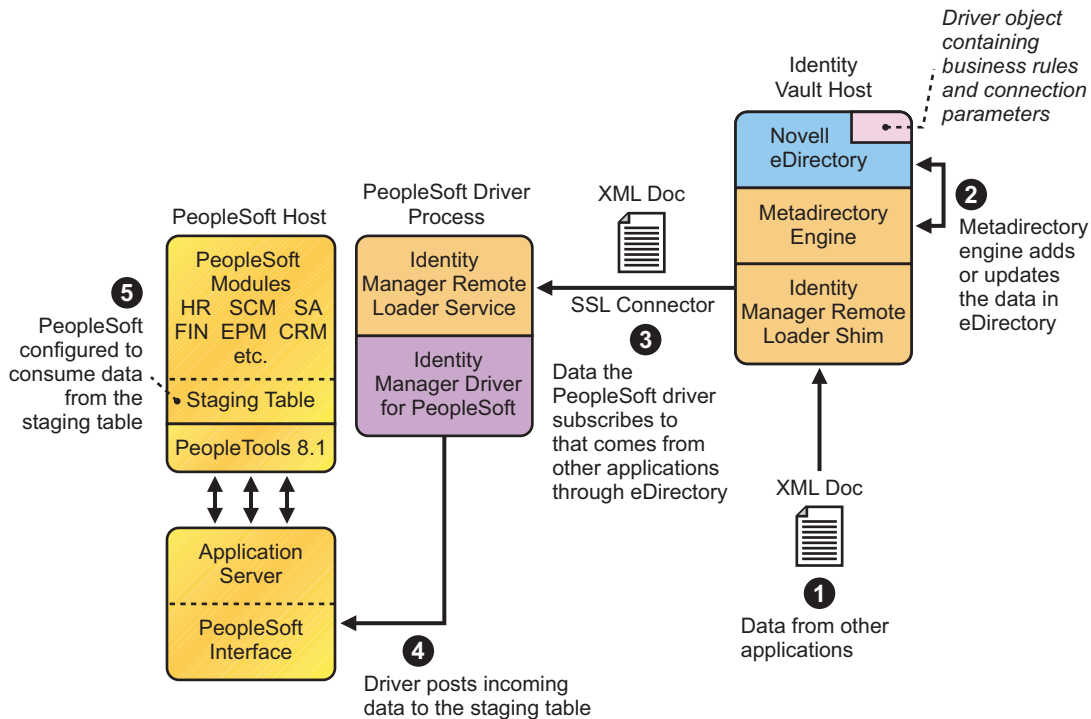 Driver object
containing
business rules
and connection
parameters
Identity
Vault Host
Novell
eDirectory
Metadirectory
Engine
Identity
Manager Remote
Loader Shim
2
Metadirectory
engine adds
or updates
the data in
eDirectory
XML Doc
SSL Connector
3
Data the
PeopleSoft driver
subscribes to
that comes from
other applications
through eDirectory
PeopleSoft Driver
Process
Identity
Manager Remote
Loader Service
Identity
Manager Driver
for PeopleSoft
PeopleSoft Host
PeopleSoft
Modules
HR SCM SA
FIN EPM CRM
etc.
Staging Table
PeopleTools 8.1
5
PeopleSoft
configured to
consume data
from the
staging table
Application
Server
PeopleSoft
Interface
4
Driver posts incoming
data to the staging table
XML Doc
1
Data from other
applications